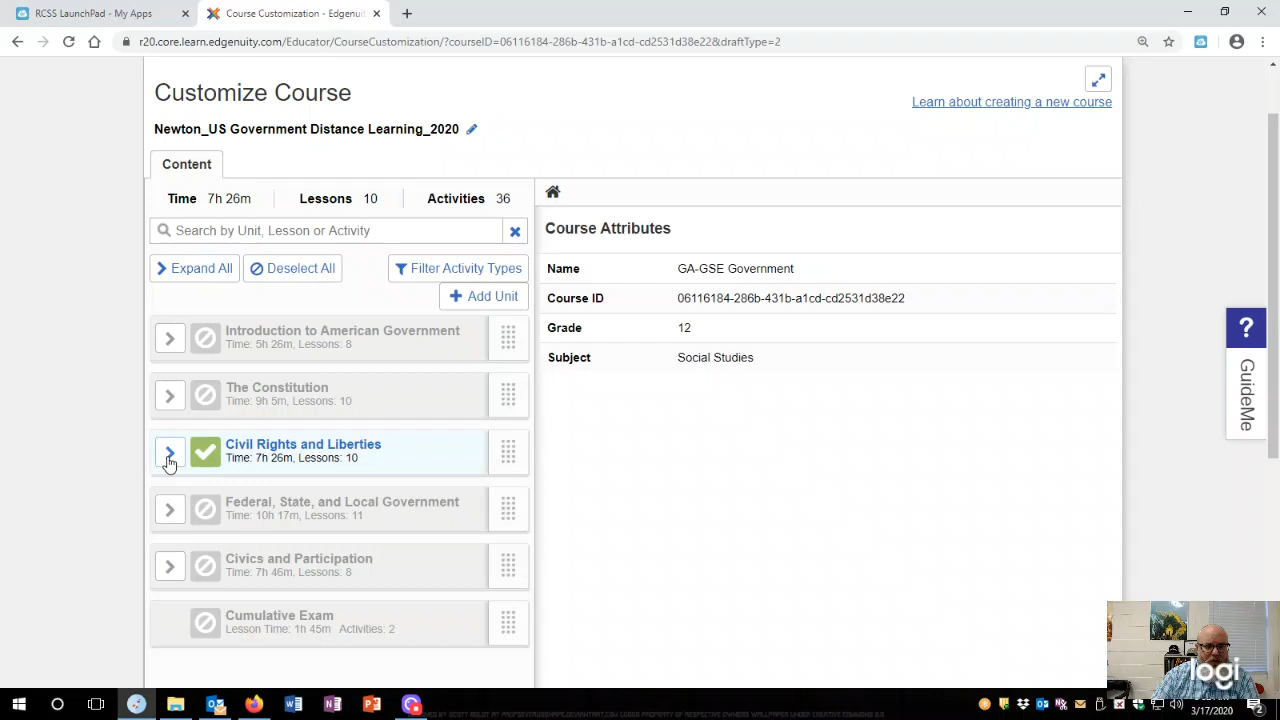 RCSS LaunchPad - My Apps
Course Customization - Edgenui
r20.core.learn.edgenuity.com/Educator/CourseCustomization/?courseID=06116184-286b-431b-a1cd-cd2531d38e22&draftType=2
Customize Course
Learn about creating a new course
Newton_US Government Distance Learning_2020
Content
Time 7h 26m Lessons 10 Activities 36
Search by Unit, Lesson or Activity
Expand All Deselect All Filter Activity Types
Add Unit
Introduction to American Government
Time: 5h 26m, Lessons: 8
The Constitution
Time: 9h 5m, Lessons: 10
Civil Rights and Liberties
Time: 7h 26m, Lessons: 10
Federal, State, and Local Government
Time: 10h 17m, Lessons: 11
Civics and Participation
Time: 7h 46m, Lessons: 8
Cumulative Exam
Lesson Time: 1h 45m Activities: 2
Course Attributes
Name GA-GSE Government
Course ID 06116184-286b-431b-a1cd-cd2531d38e22
Grade 12
Subject Social Studies
?
GuideMe
logi
3/17/2020
2